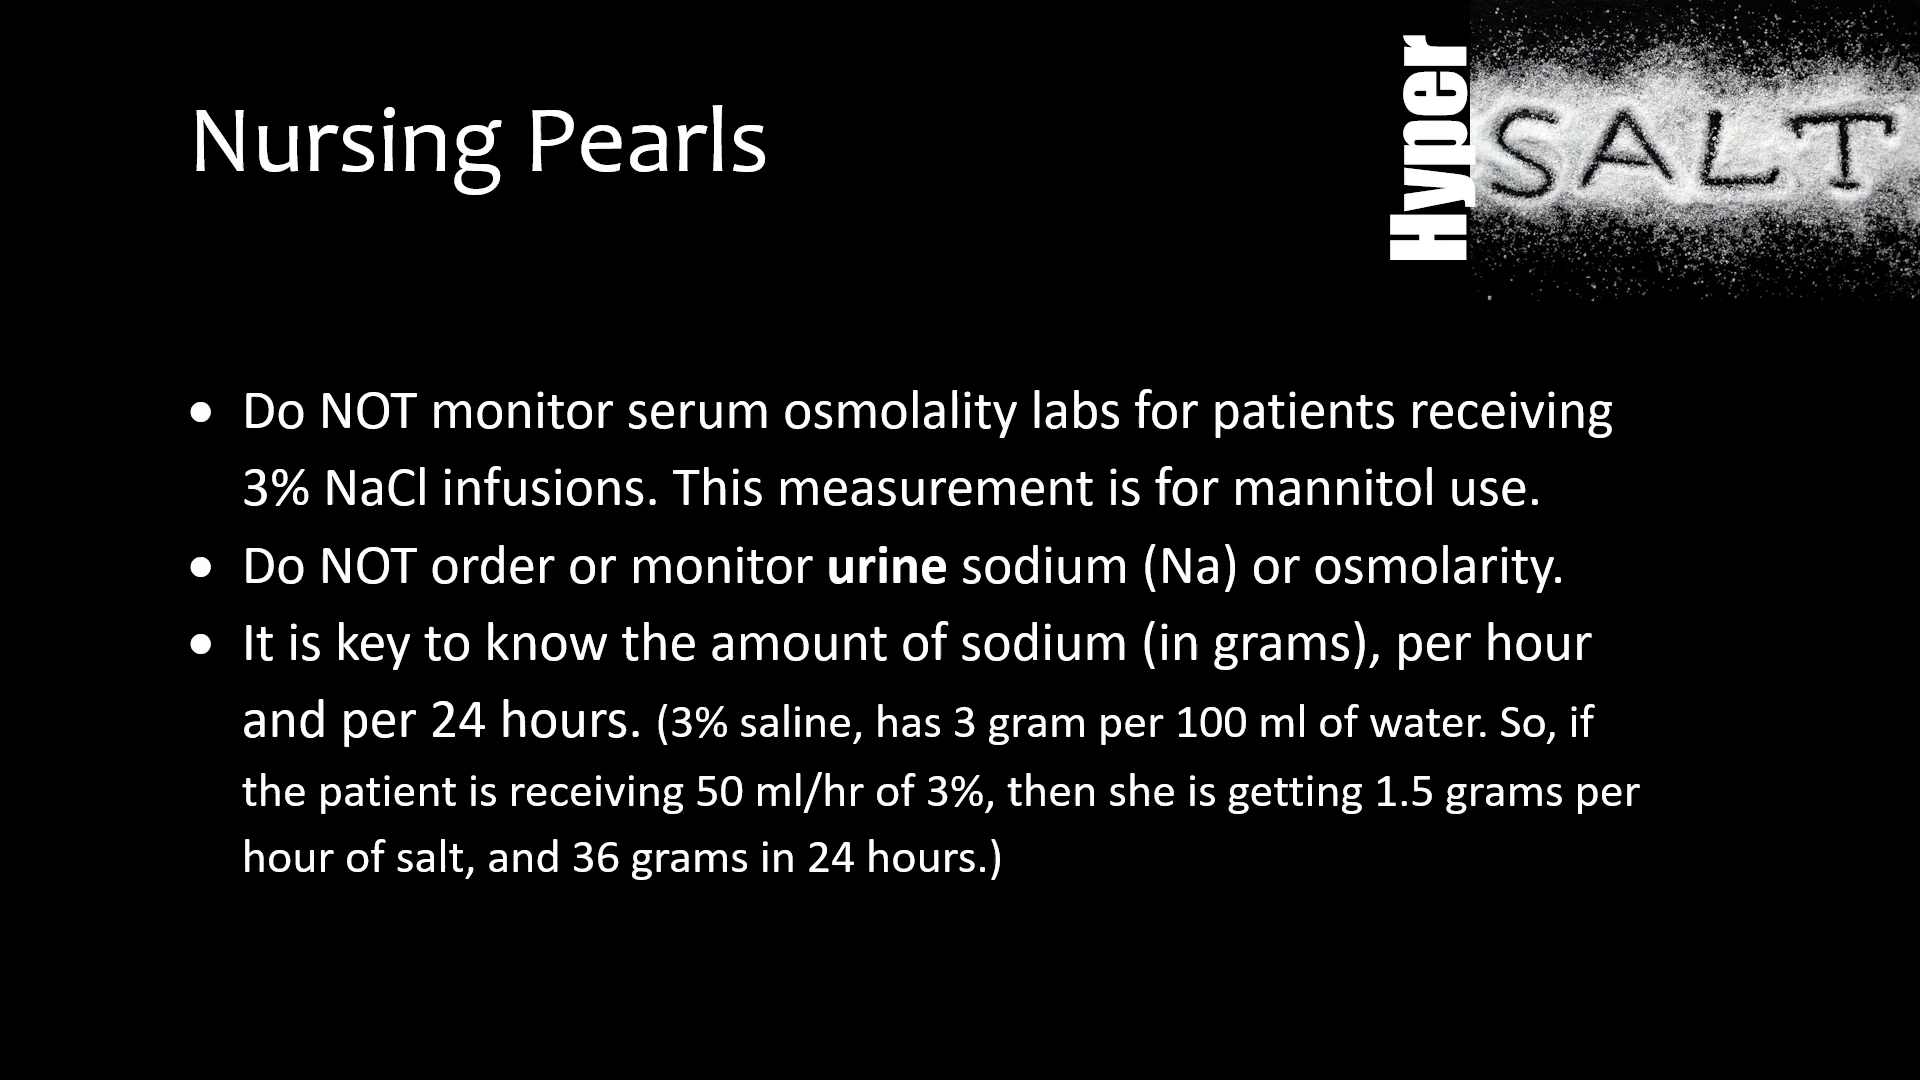 Nursing Pearls
Hyper
SALT
• Do NOT monitor serum osmolality labs for patients receiving
3% NaCl infusions. This measurement is for mannitol use.
• Do NOT order or monitor urine sodium (Na) or osmolarity.
• It is key to know the amount of sodium (in grams), per hour
and per 24 hours. (3% saline, has 3 gram per 100 ml of water. So, if
the patient is receiving 50 ml/hr of 3%, then she is getting 1.5 grams per
hour of salt, and 36 grams in 24 hours.)